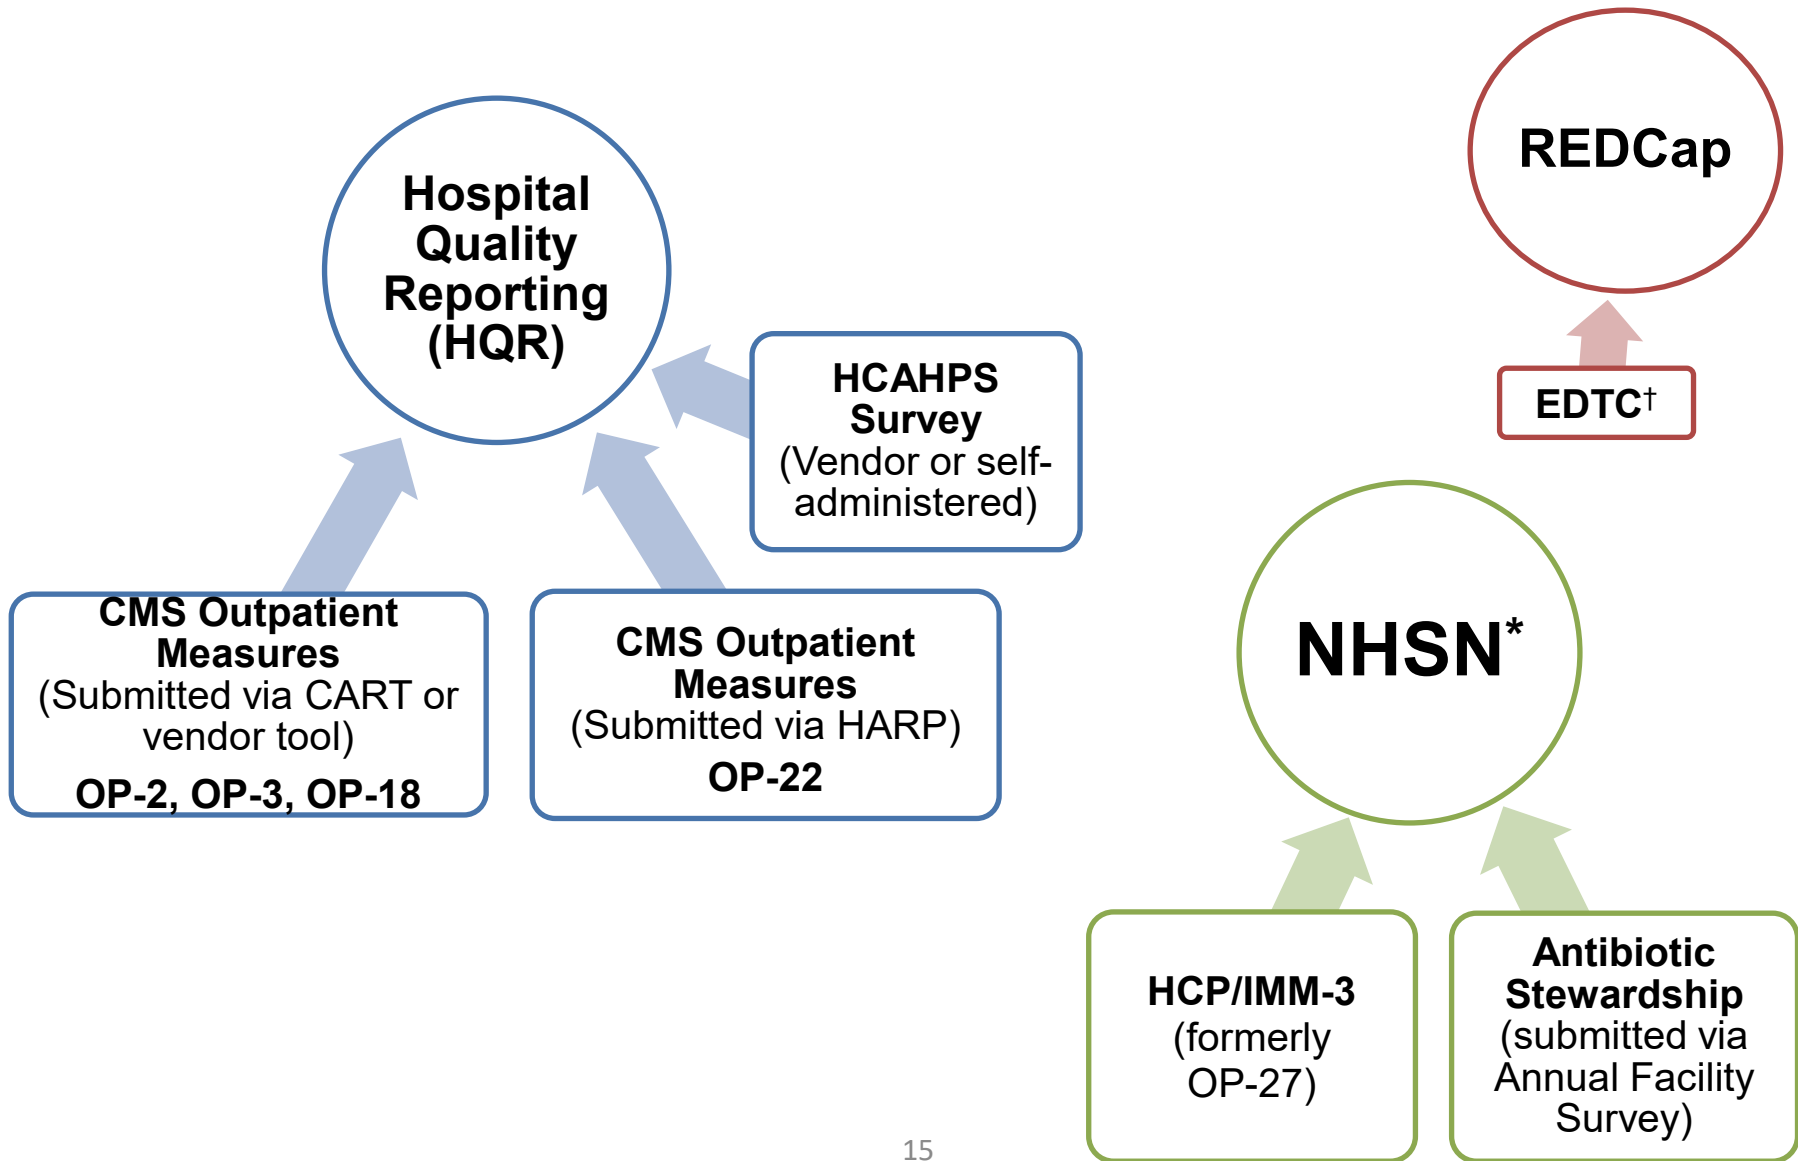 Hospital
Quality
Reporting
(HQR)
HCAHPS
Survey
(Vendor or self-
administered)
CMS Outpatient
Measures
(Submitted via CART or
vendor tool)
OP-2, OP-3, OP-18
CMS Outpatient
Measures
(Submitted via HARP)
OP-22
REDCap
EDTC†
NHSN*
HCP/IMM-3
(formerly
OP-27)
Antibiotic
Stewardship
(submitted via
Annual Facility
Survey)
15